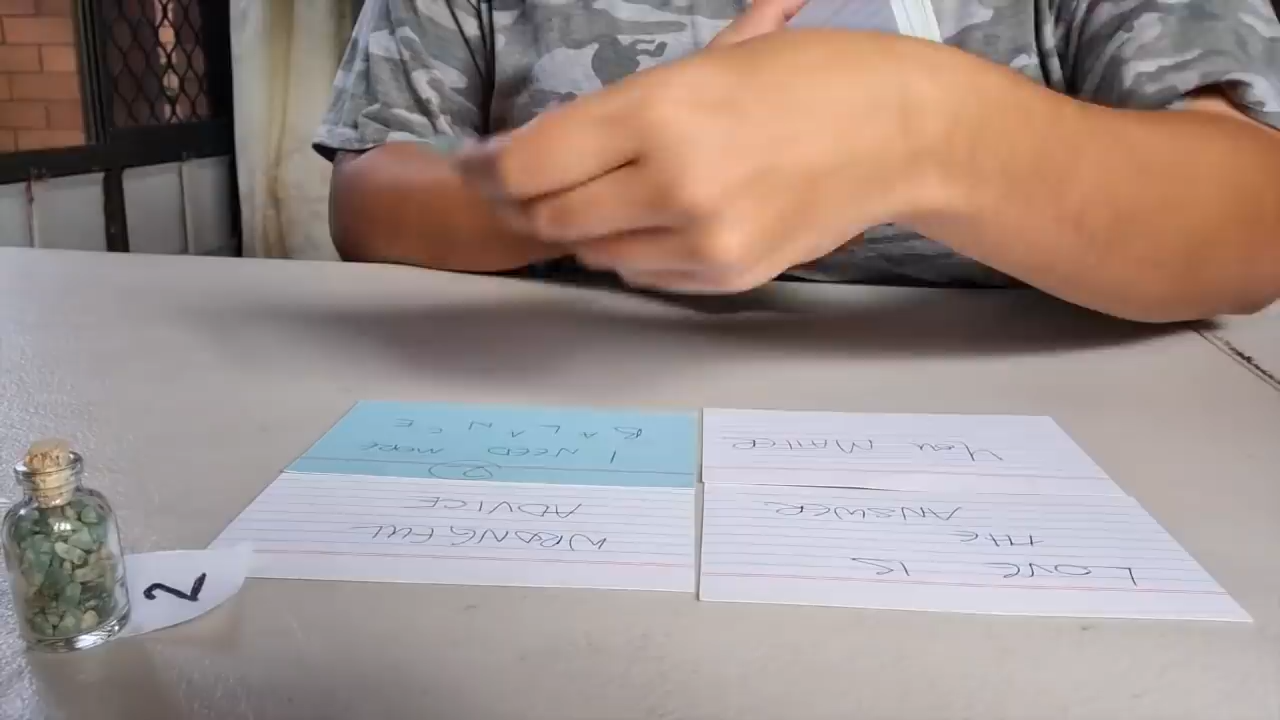 YOU MATTER
I NEED MORE
BALANCE
LOVE IS
THE
ANSWER
WRONGFUL
ADVICE
2